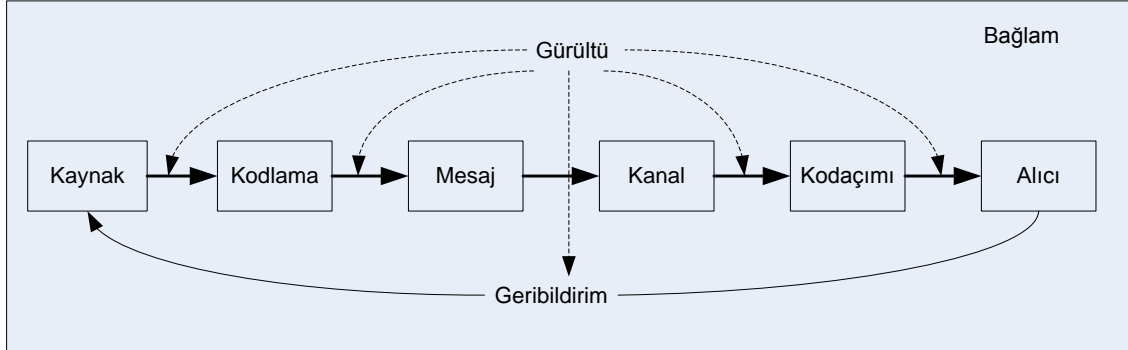 Bağlam
Gürültü
Kaynak
Kodlama
Mesaj
Kanal
Kodaçımı
Alıcı
Geribildirim